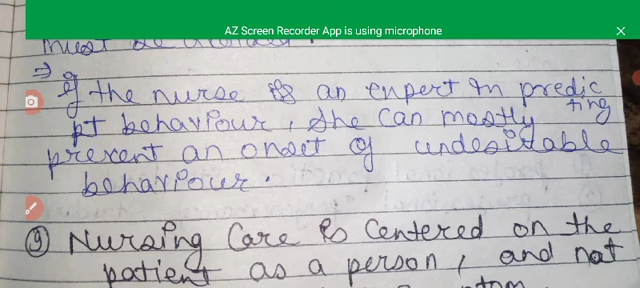 AZ Screen Recorder App is using microphone
must be
⇒ If the nurse is an expert in predicting
pt behaviour, she can mostly
prevent an onset of undesirable
behaviour.
⑨ Nursing Care is Centered on the
patient as a person, and not